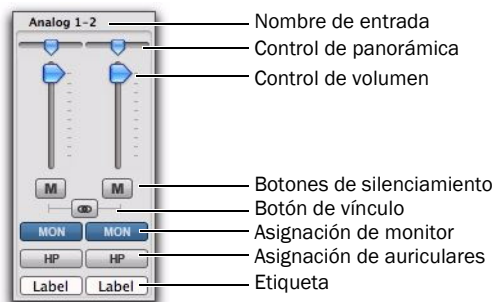 Analog 1-2
Nombre de entrada
Control de panorámica
Control de volumen
M M
Botones de silenciamiento
Botón de vínculo
MON MON
Asignación de monitor
HP HP
Asignación de auriculares
Label Label
Etiqueta